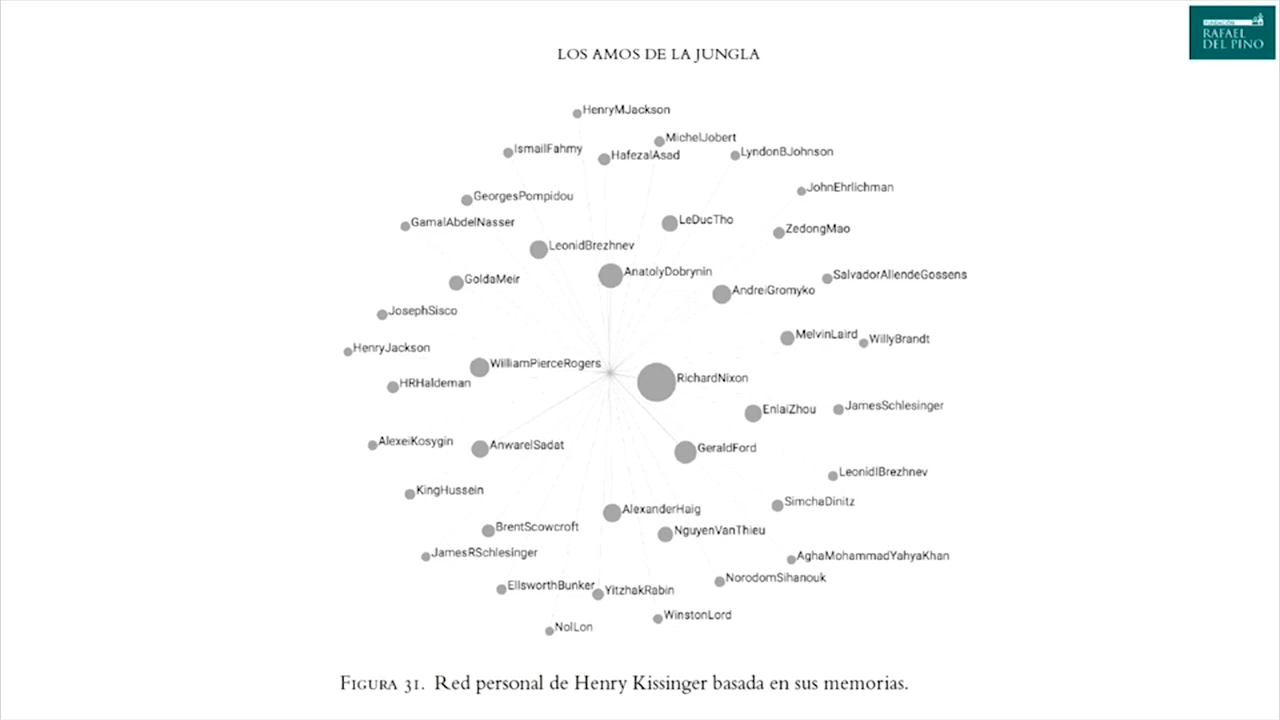 FUNDACIÓN
RAFAEL
DEL PINO
LOS AMOS DE LA JUNGLA
HenryMJackson
MichelJobert
IsmailFahmy
HafezalAsad
LyndonBJohnson
JohnEhrlichman
GeorgesPompidou
GamalAbdelNasser
LeDucTho
ZedongMao
LeonidBrezhnev
AnatolyDobrynin
SalvadorAllendeGossens
GoldaMeir
AndreiGromyko
JosephSisco
MelvinLaird
WillyBrandt
HenryJackson
WilliamPierceRogers
RichardNixon
HRHaldeman
EnlaiZhou
JamesSchlesinger
AlexeiKosygin
AnwarelSadat
GeraldFord
LeonidIBrezhnev
KingHussein
SimchaDinitz
AlexanderHaig
BrentScowcroft
NguyenVanThieu
JamesRSchlesinger
AghaMohammadYahyaKhan
NorodomSihanouk
EllsworthBunker
YitzhakRabin
WinstonLord
NolLon
FIGURA 31. Red personal de Henry Kissinger basada en sus memorias.